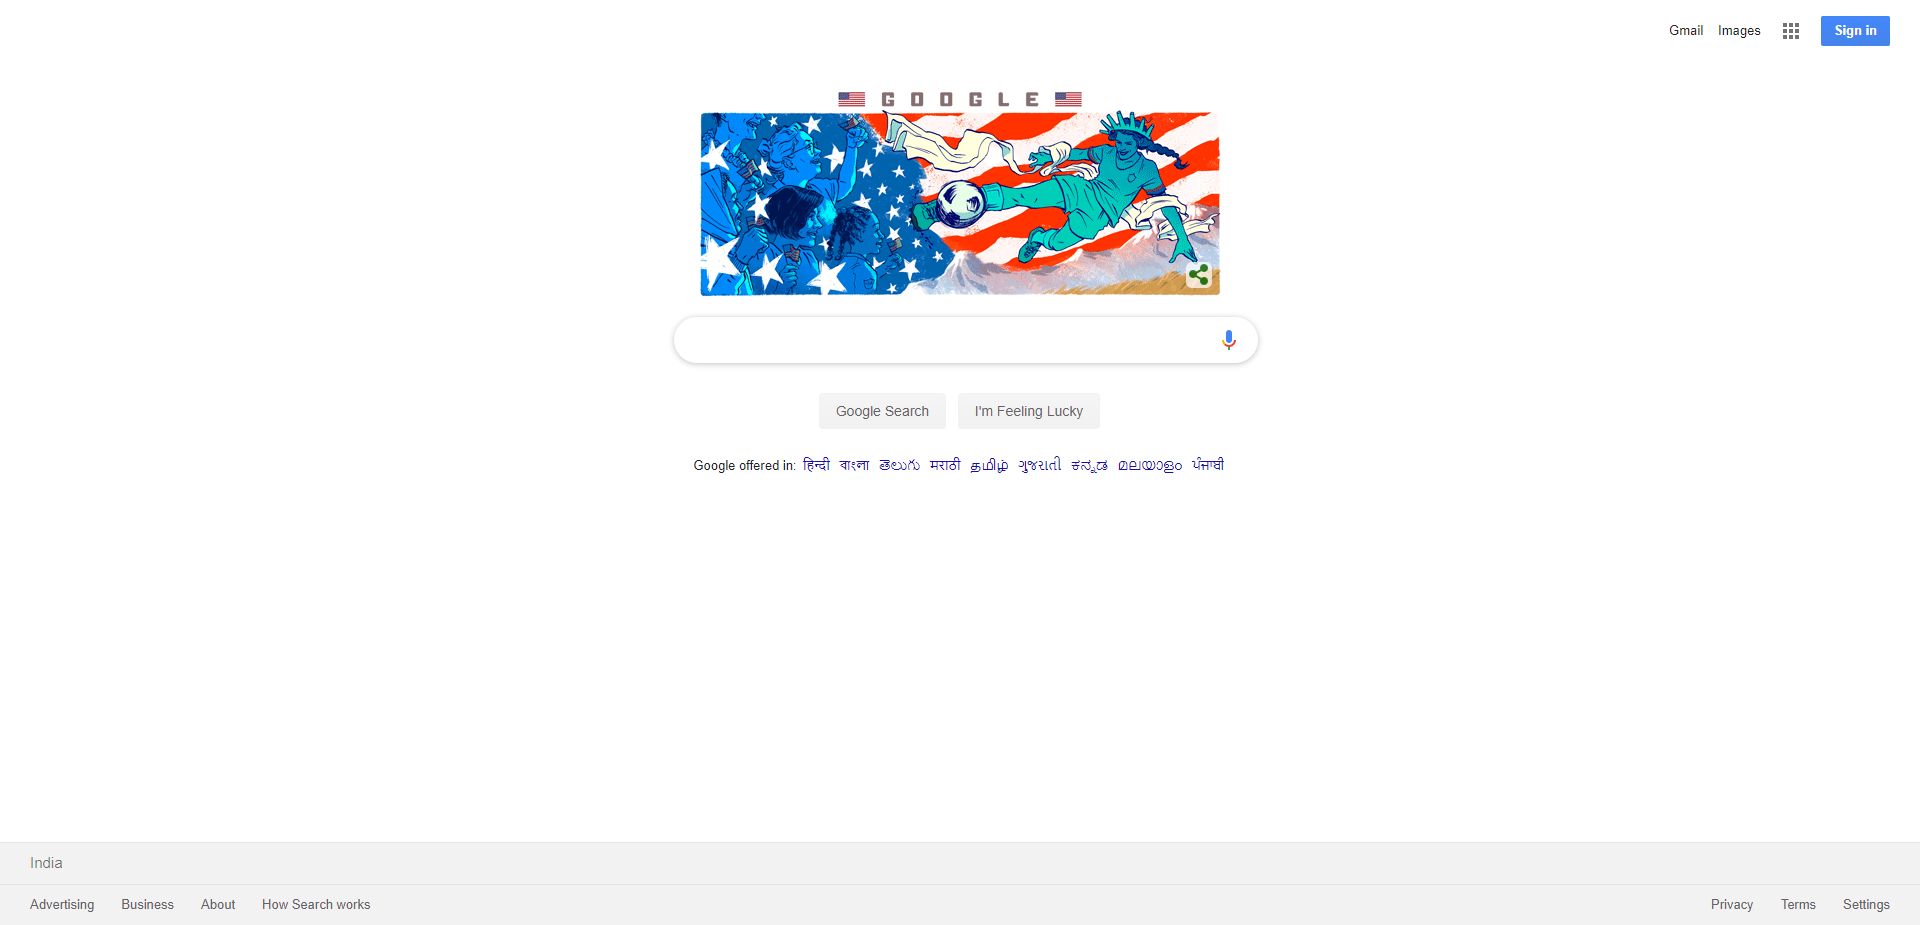 Gmail Images Sign in
GOOGLE
Google Search I'm Feeling Lucky
Google offered in: हिन्दी বাংলা తెలుగు मराठी தமிழ் ગુજરાતી ಕನ್ನಡ മലയാളം ਪੰਜਾਬੀ
India
Advertising Business About How Search works Privacy Terms Settings